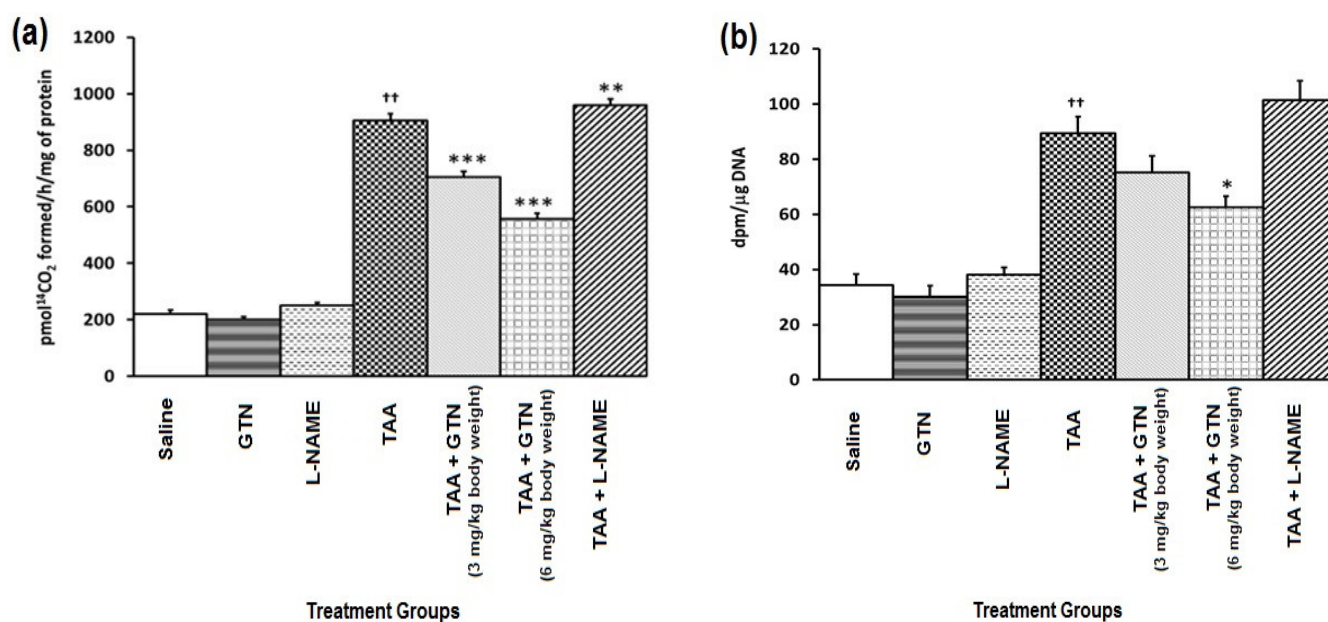 (a)
pmol¹⁴CO₂ formed/h/mg of protein
1200
1000
800
600
400
200
0
††
***
***
**
Saline
GTN
L-NAME
TAA
TAA + GTN
(3 mg/kg body weight)
TAA + GTN
(6 mg/kg body weight)
TAA + L-NAME
Treatment Groups
(b)
dpm/µg DNA
120
100
80
60
40
20
0
††
*
Saline
GTN
L-NAME
TAA
TAA + GTN
(3 mg/kg body weight)
TAA + GTN
(6 mg/kg body weight)
TAA + L-NAME
Treatment Groups